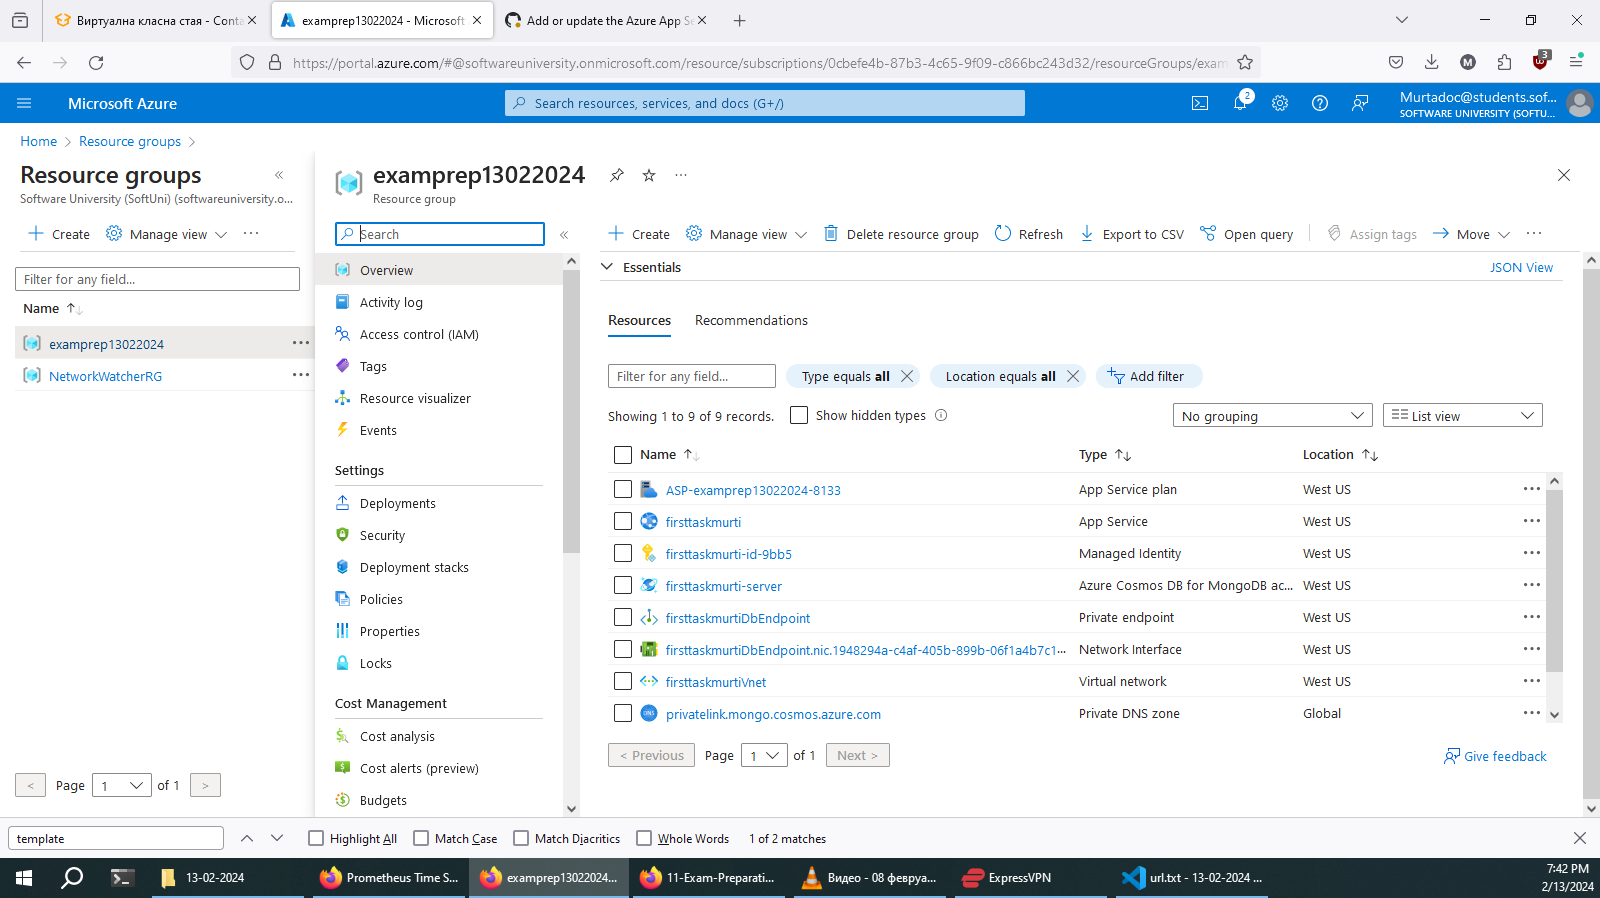 Виртуална класна стая - Conta
examprep13022024 - Microsoft
Add or update the Azure App Se
https://portal.azure.com/#@softwareuniversity.onmicrosoft.com/resource/subscriptions/0cbefe4b-87b3-4c65-9f09-c866bc243d32/resourceGroups/exam
3
Microsoft Azure
Search resources, services, and docs (G+/)
2
Murtadoc@students.sof...
SOFTWARE UNIVERSITY (SOFTU...
Home > Resource groups >
Resource groups
Software University (SoftUni) (softwareuniversity.o...
Create
Manage view
Filter for any field...
Name
examprep13022024
NetworkWatcherRG
< Page 1 of 1 >
examprep13022024
Resource group
Search
Overview
Activity log
Access control (IAM)
Tags
Resource visualizer
Events
Settings
Deployments
Security
Deployment stacks
Policies
Properties
Locks
Cost Management
Cost analysis
Cost alerts (preview)
Budgets
Create
Manage view
Delete resource group
Refresh
Export to CSV
Open query
Assign tags
Move
Essentials
JSON View
Resources
Recommendations
Filter for any field...
Type equals all
Location equals all
Add filter
Showing 1 to 9 of 9 records.
Show hidden types
No grouping
List view
Name Type Location
ASP-examprep13022024-8133 App Service plan West US
firsttaskmurti App Service West US
firsttaskmurti-id-9bb5 Managed Identity West US
firsttaskmurti-server Azure Cosmos DB for MongoDB ac... West US
firsttaskmurtiDbEndpoint Private endpoint West US
firsttaskmurtiDbEndpoint.nic.1948294a-c4af-405b-899b-06f1a4b7c1... Network Interface West US
firsttaskmurtiVnet Virtual network West US
DNS privatelink.mongo.cosmos.azure.com Private DNS zone Global
< Previous Page 1 of 1 Next >
Give feedback
template
Highlight All
Match Case
Match Diacritics
Whole Words
1 of 2 matches
13-02-2024
Prometheus Time S...
examprep13022024...
11-Exam-Preparati...
Видео - 08 февруа...
ExpressVPN
url.txt - 13-02-2024 ...
7:42 PM
2/13/2024